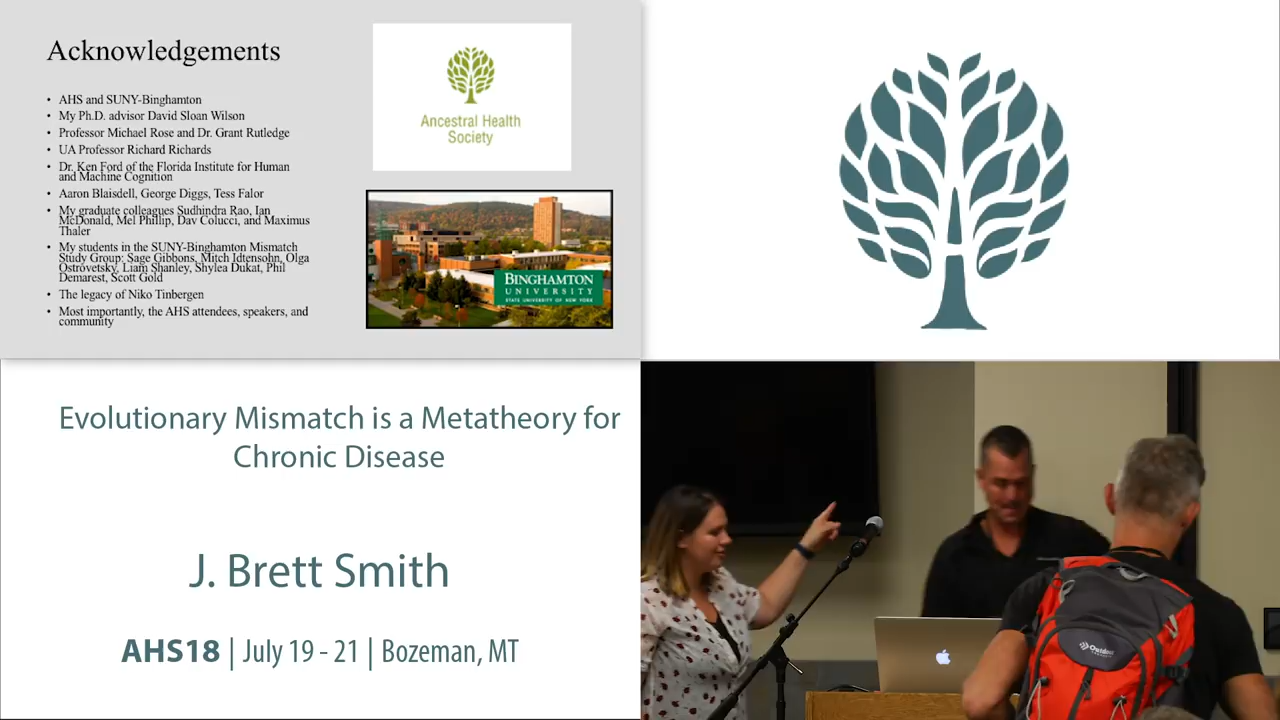 Acknowledgements
• AHS and SUNY-Binghamton
• My Ph.D. advisor David Sloan Wilson
• Professor Michael Rose and Dr. Grant Rutledge
• UA Professor Richard Richards
• Dr. Ken Ford of the Florida Institute for Human
and Machine Cognition
• Aaron Blaisdell, George Diggs, Tess Falor
• My graduate colleagues Sudhindra Rao, Ian
McDonald, Mel Phillip, Dav Colucci, and Maximus
Thaler
• My students in the SUNY-Binghamton Mismatch
Study Group: Sage Gibbons, Mitch Idtensohn, Olga
Ostrovetsky, Liam Shanley, Shylea Dukat, Phil
Demarest, Scott Gold
• The legacy of Niko Tinbergen
• Most importantly, the AHS attendees, speakers, and
community
Ancestral Health
Society
BINGHAMTON
UNIVERSITY
STATE UNIVERSITY OF NEW YORK
Evolutionary Mismatch is a Metatheory for
Chronic Disease
J. Brett Smith
AHS18 | July 19 - 21 | Bozeman, MT
Outdoor